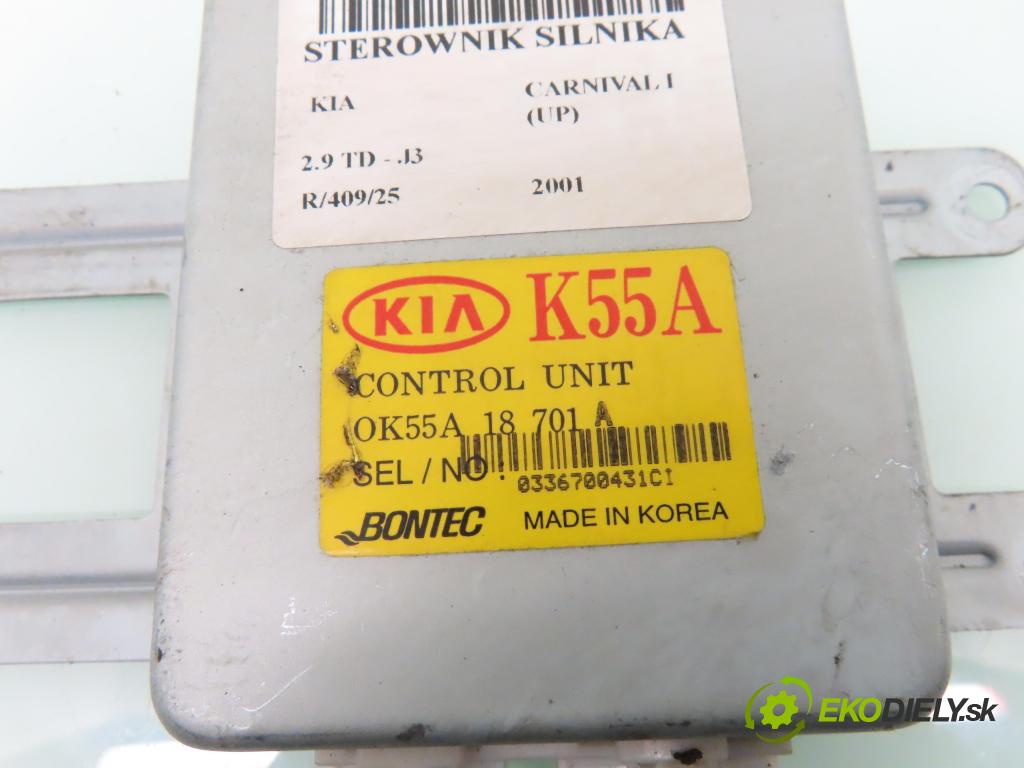 STEROWNIK SILNIKA
KIA CARNIVAL I
(UP)
2.9 TD - J3
R/409/25 2001
KIA K55A
CONTROL UNIT
OK55A 18 701 A
SEL / NO :
0336700431CI
BONTEC MADE IN KOREA
EKODIELY.sk